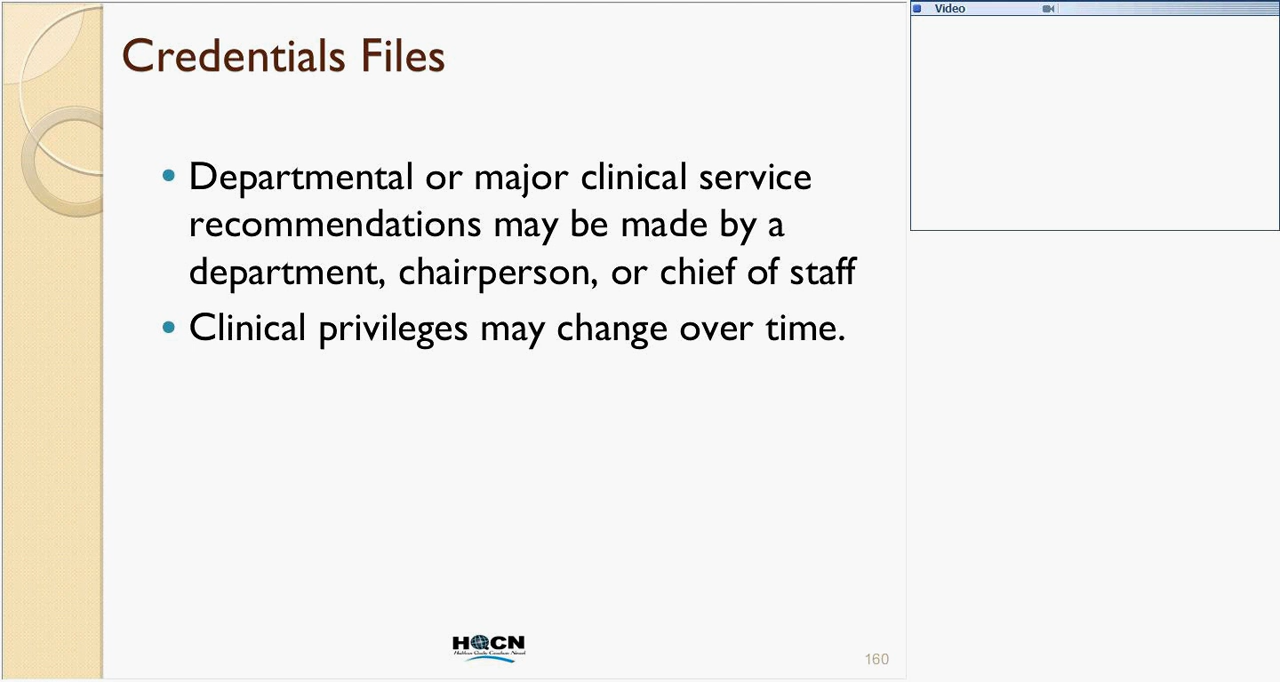 Credentials Files
• Departmental or major clinical service
recommendations may be made by a
department, chairperson, or chief of staff
• Clinical privileges may change over time.
HQCN
160
Video